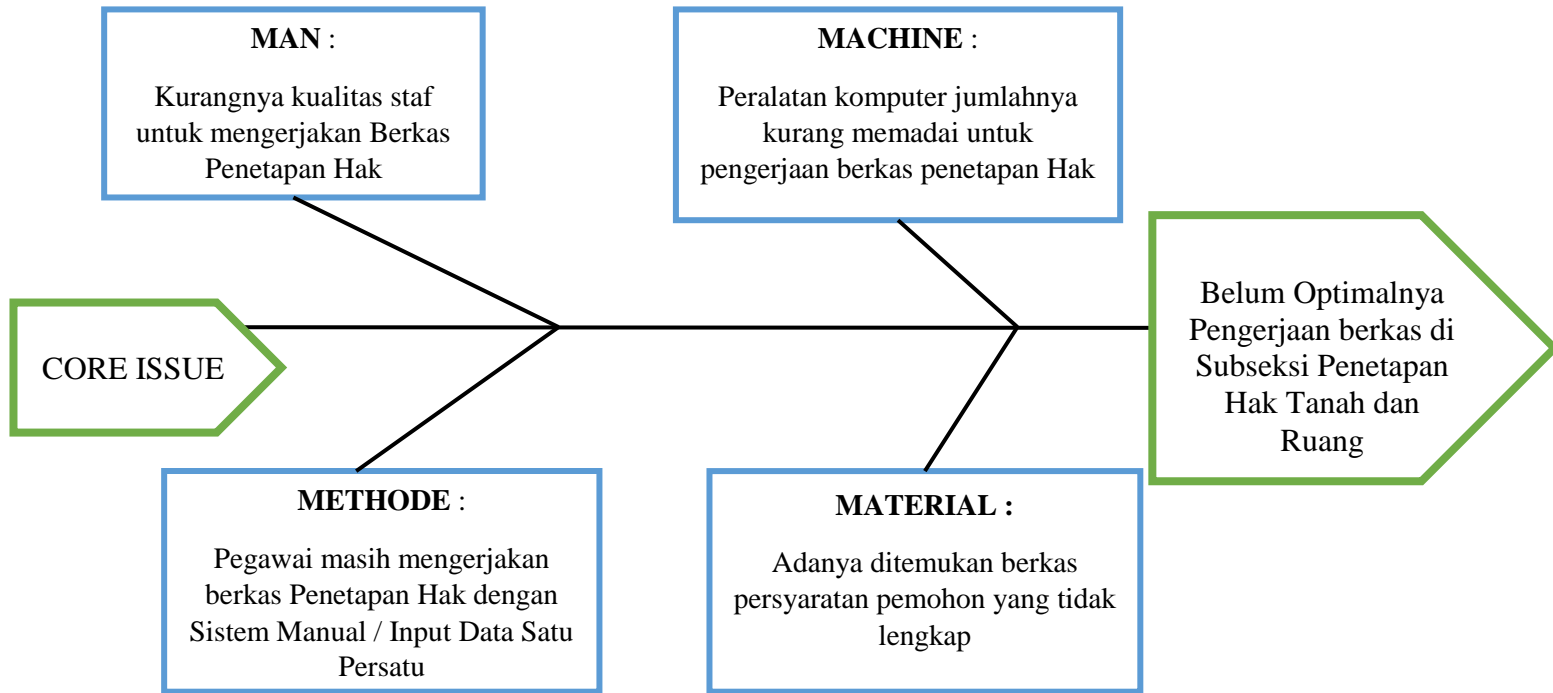 MAN :
Kurangnya kualitas staf
untuk mengerjakan Berkas
Penetapan Hak
MACHINE :
Peralatan komputer jumlahnya
kurang memadai untuk
pengerjaan berkas penetapan Hak
CORE ISSUE
Belum Optimalnya
Pengerjaan berkas di
Subseksi Penetapan
Hak Tanah dan
Ruang
METHODE :
Pegawai masih mengerjakan
berkas Penetapan Hak dengan
Sistem Manual / Input Data Satu
Persatu
MATERIAL :
Adanya ditemukan berkas
persyaratan pemohon yang tidak
lengkap